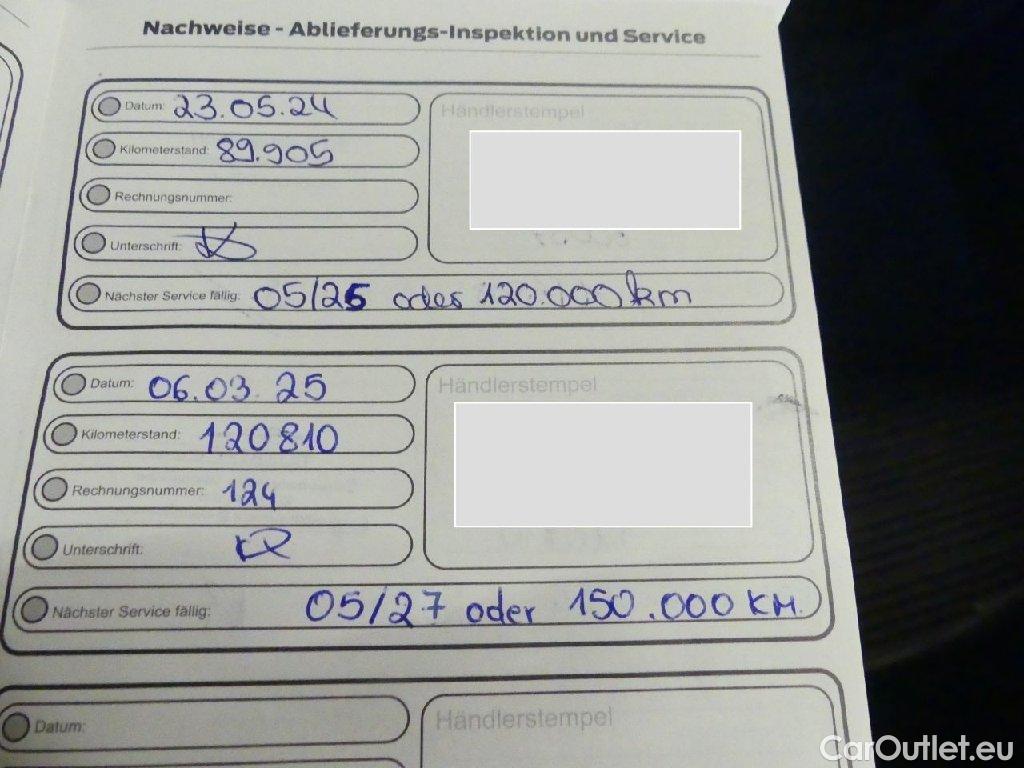 Nachweise - Ablieferungs-Inspektion und Service
Datum: 23.05.24
Händlerstempel
Kilometerstand: 89.905
Rechnungsnummer:
Unterschrift:
Nächster Service fällig: 05/26 oder 120.000 km
Datum: 06.03.25
Händlerstempel
Kilometerstand: 120810
Rechnungsnummer: 124
Unterschrift:
Nächster Service fällig: 05/27 oder 150.000 км.
Datum:
Händlerstempel
CarOutlet.eu